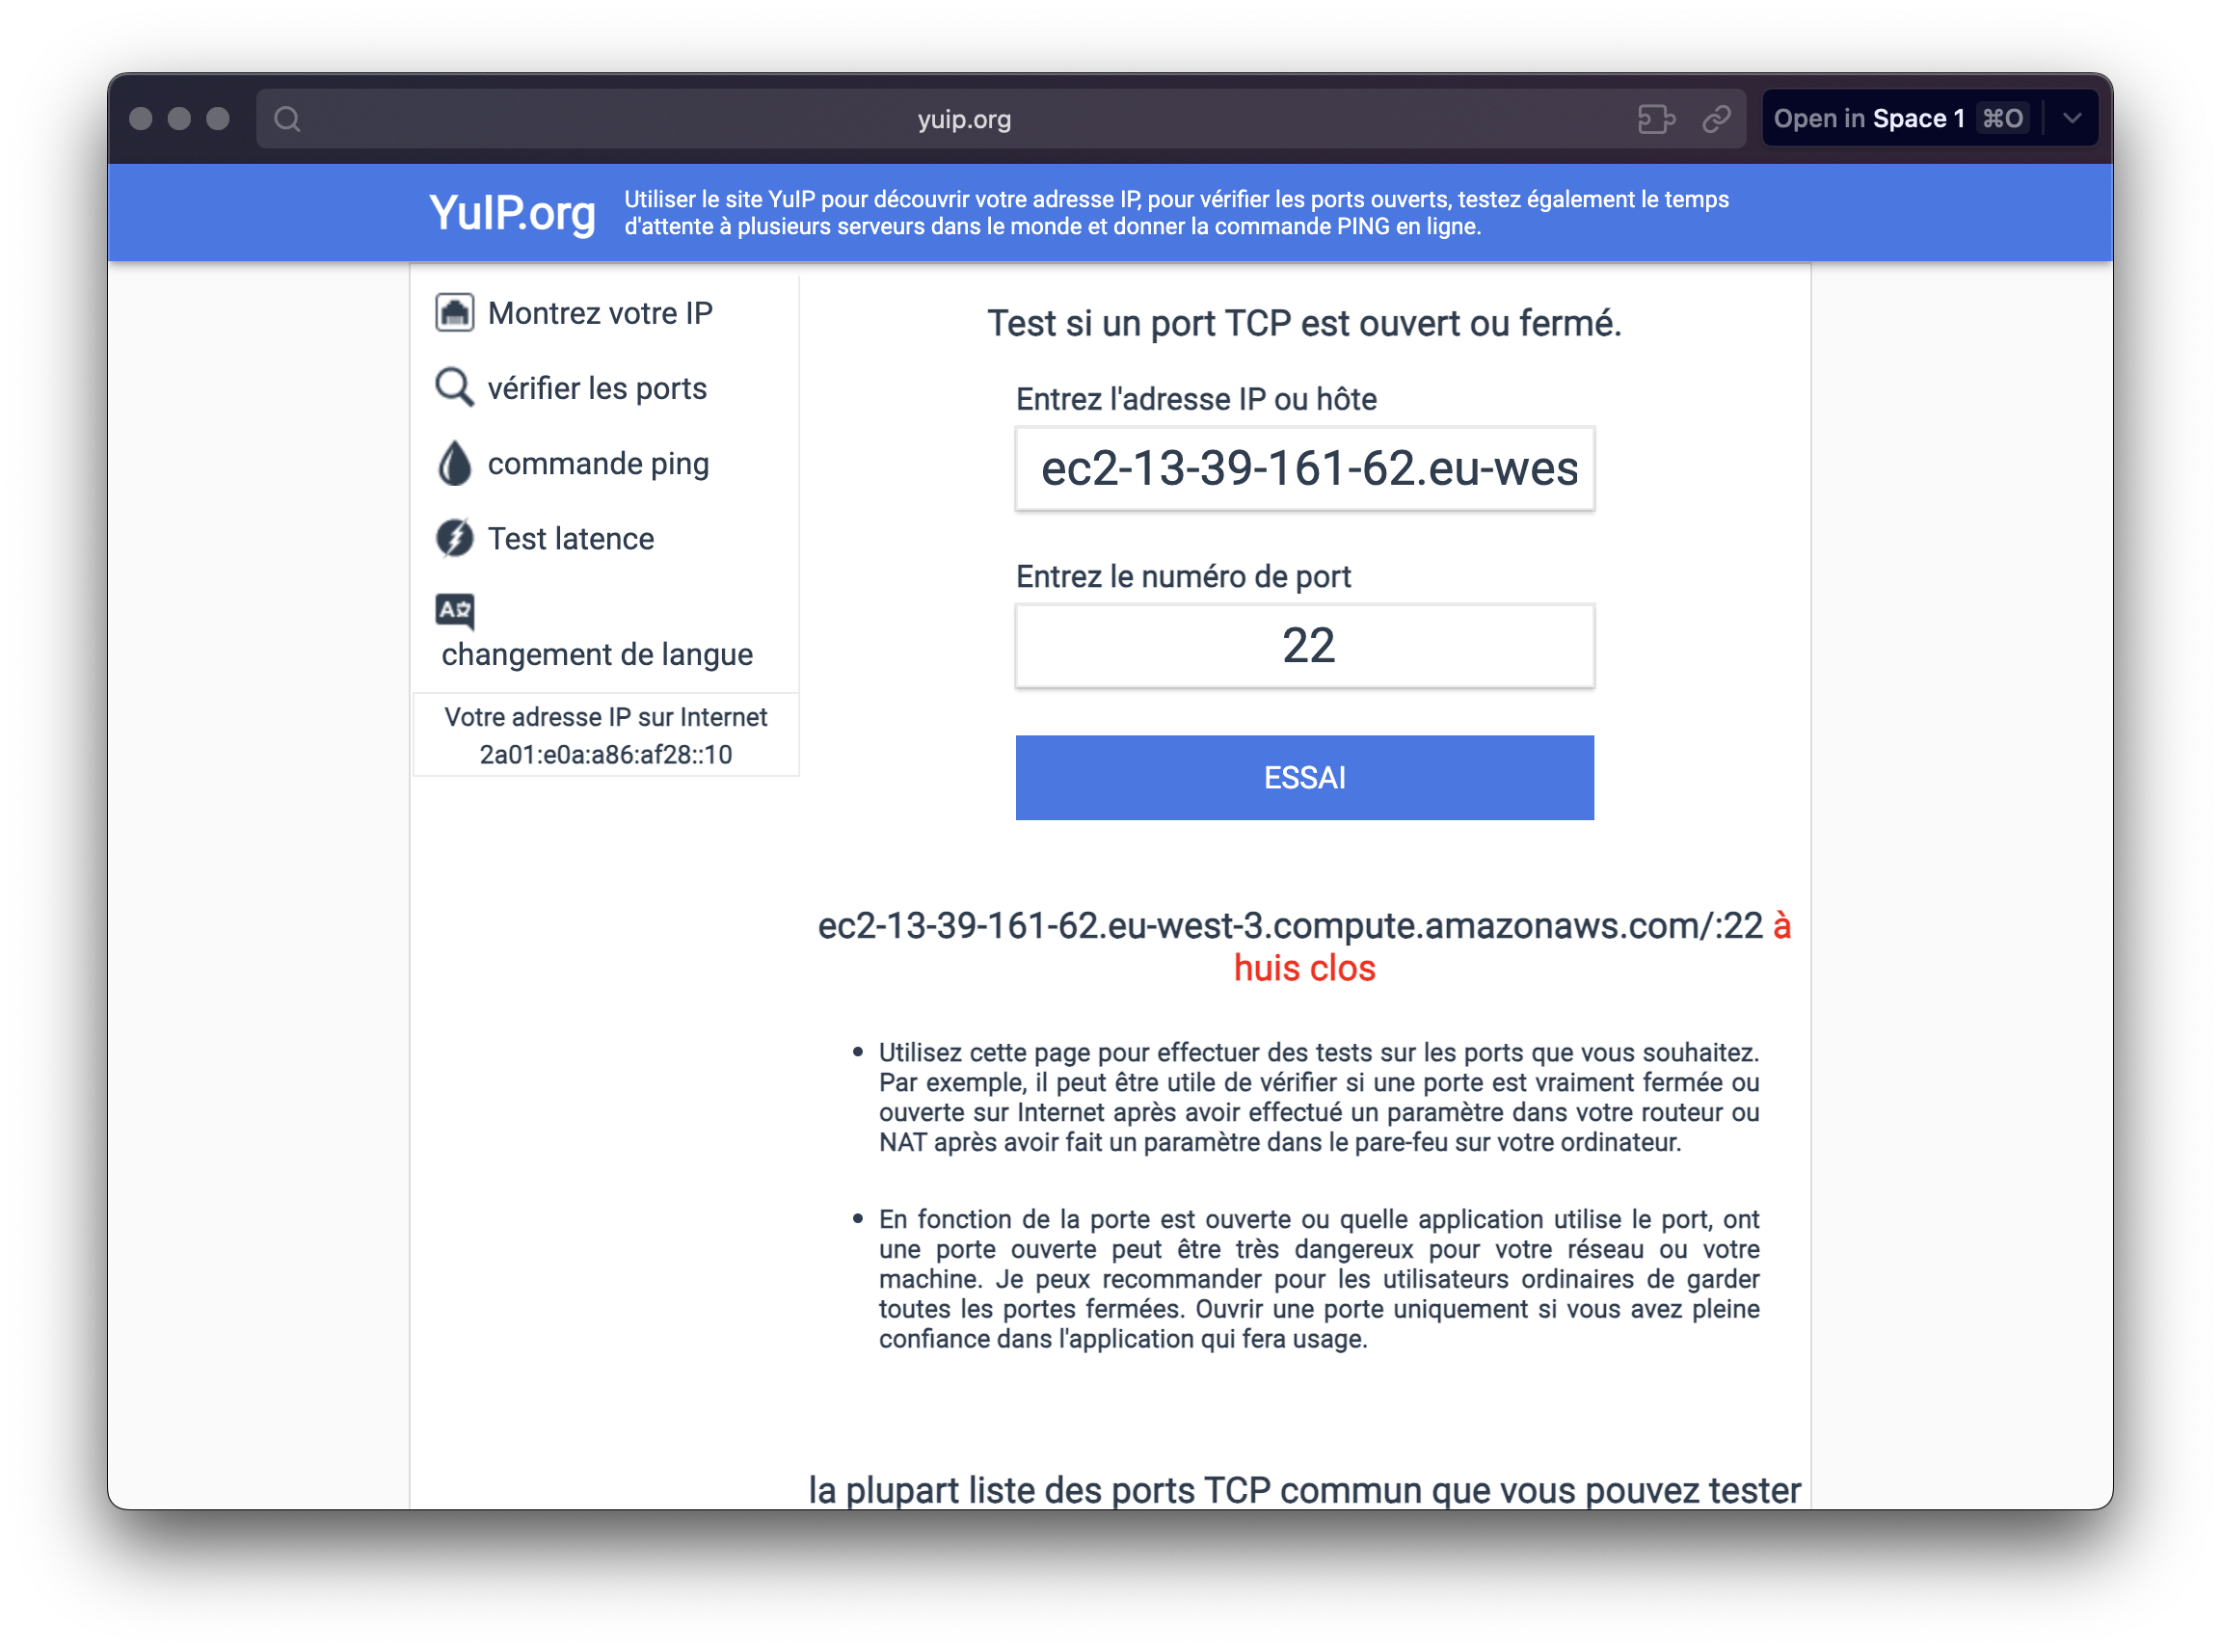 yuip.org
Open in Space 1 ⌘O
YuIP.org
Utiliser le site YuIP pour découvrir votre adresse IP, pour vérifier les ports ouverts, testez également le temps
d'attente à plusieurs serveurs dans le monde et donner la commande PING en ligne.
Montrez votre IP
vérifier les ports
commande ping
Test latence
changement de langue
Votre adresse IP sur Internet
2a01:e0a:a86:af28::10
Test si un port TCP est ouvert ou fermé.
Entrez l'adresse IP ou hôte
ec2-13-39-161-62.eu-wes
Entrez le numéro de port
22
ESSAI
ec2-13-39-161-62.eu-west-3.compute.amazonaws.com/:22 à
huis clos
• Utilisez cette page pour effectuer des tests sur les ports que vous souhaitez.
Par exemple, il peut être utile de vérifier si une porte est vraiment fermée ou
ouverte sur Internet après avoir effectué un paramètre dans votre routeur ou
NAT après avoir fait un paramètre dans le pare-feu sur votre ordinateur.
• En fonction de la porte est ouverte ou quelle application utilise le port, ont
une porte ouverte peut être très dangereux pour votre réseau ou votre
machine. Je peux recommander pour les utilisateurs ordinaires de garder
toutes les portes fermées. Ouvrir une porte uniquement si vous avez pleine
confiance dans l'application qui fera usage.
la plupart liste des ports TCP commun que vous pouvez tester